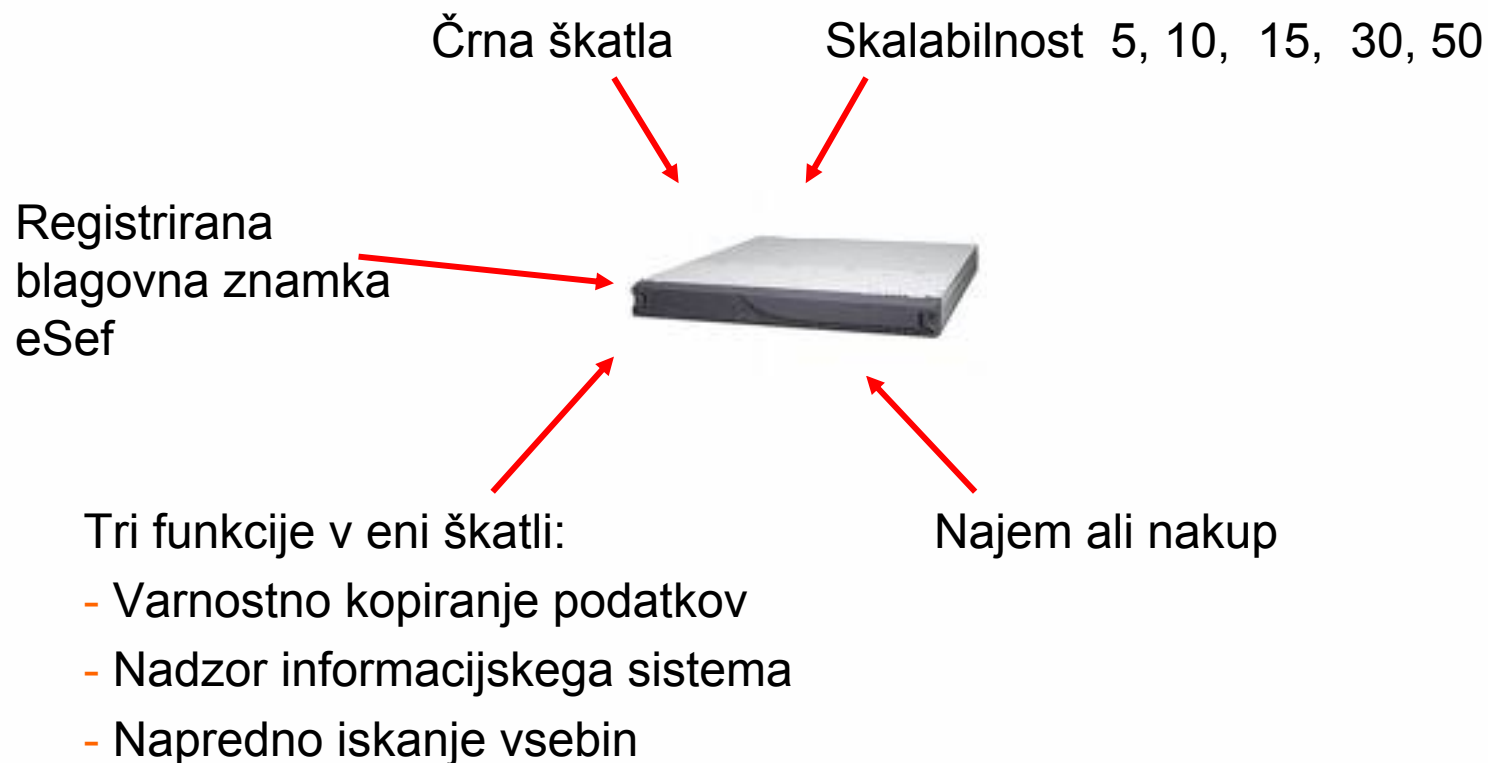 Črna škatla
Skalabilnost 5, 10, 15, 30, 50
Registrirana
blagovna znamka
eSef
Tri funkcije v eni škatli:
- Varnostno kopiranje podatkov
- Nadzor informacijskega sistema
- Napredno iskanje vsebin
Najem ali nakup